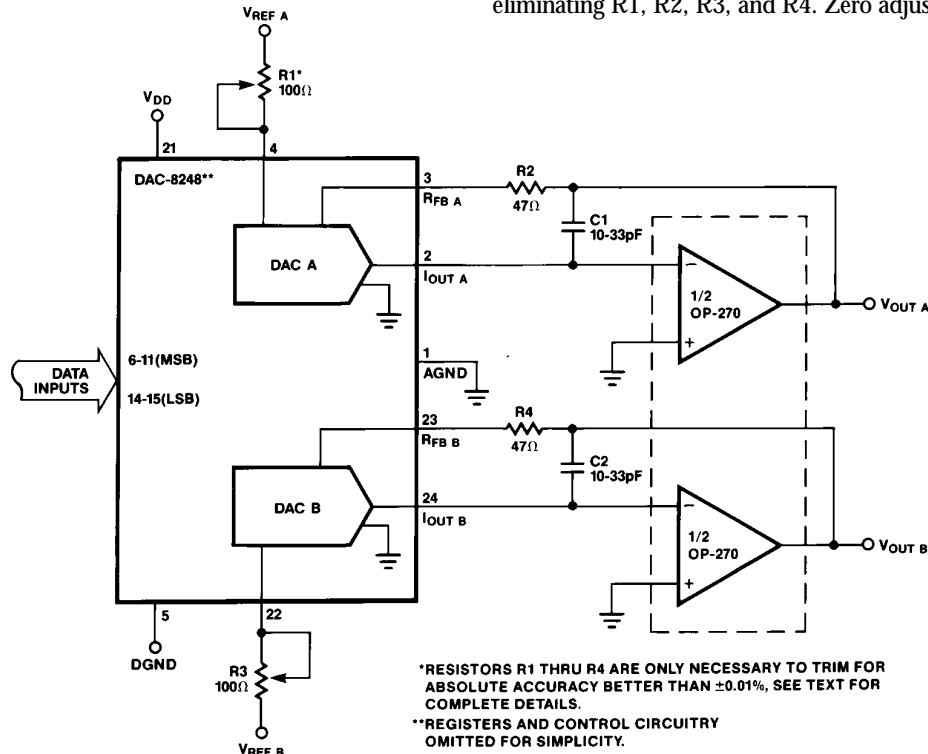 eliminating R1, R2, R3, and R4. Zero adjus
VREF A
R1*
100Ω
VDD
21
4
DAC-8248**
3
RFB A
R2
47Ω
C1
10-33pF
DAC A
2
IOUT A
−
1/2
OP-270
+
VOUT A
1
AGND
6-11(MSB)
DATA
INPUTS
14-15(LSB)
23
RFB B
R4
47Ω
C2
10-33pF
DAC B
24
IOUT B
−
1/2
OP-270
+
VOUT B
5
22
DGND
R3
100Ω
VREF B
*RESISTORS R1 THRU R4 ARE ONLY NECESSARY TO TRIM FOR
ABSOLUTE ACCURACY BETTER THAN ±0.01%, SEE TEXT FOR
COMPLETE DETAILS.
**REGISTERS AND CONTROL CIRCUITRY
OMITTED FOR SIMPLICITY.